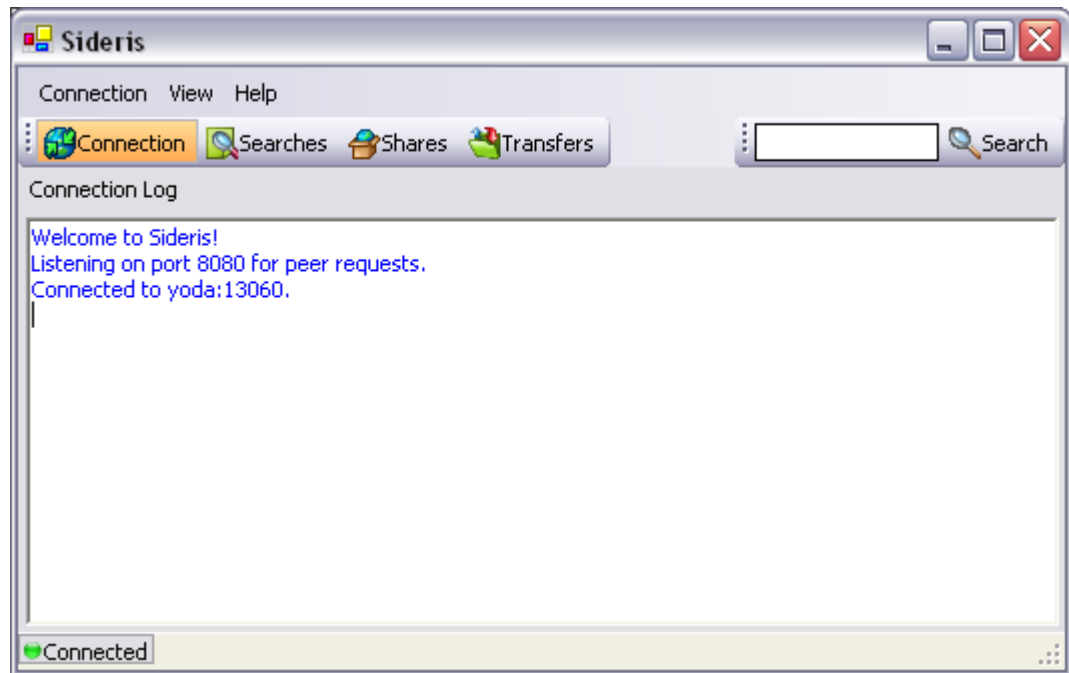 Sideris
Connection View Help
Connection Searches Shares Transfers Search
Connection Log
Welcome to Sideris!
Listening on port 8080 for peer requests.
Connected to yoda:13060.
Connected